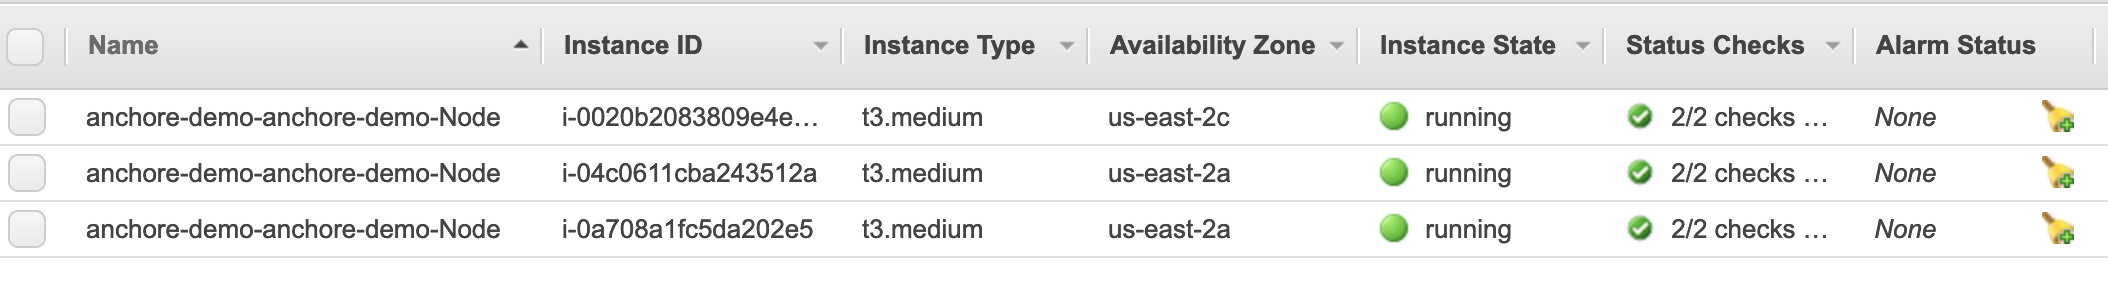 Name Instance ID Instance Type Availability Zone Instance State Status Checks Alarm Status
anchore-demo-anchore-demo-Node i-0020b2083809e4e… t3.medium us-east-2c running 2/2 checks … None
anchore-demo-anchore-demo-Node i-04c0611cba243512a t3.medium us-east-2a running 2/2 checks … None
anchore-demo-anchore-demo-Node i-0a708a1fc5da202e5 t3.medium us-east-2a running 2/2 checks … None